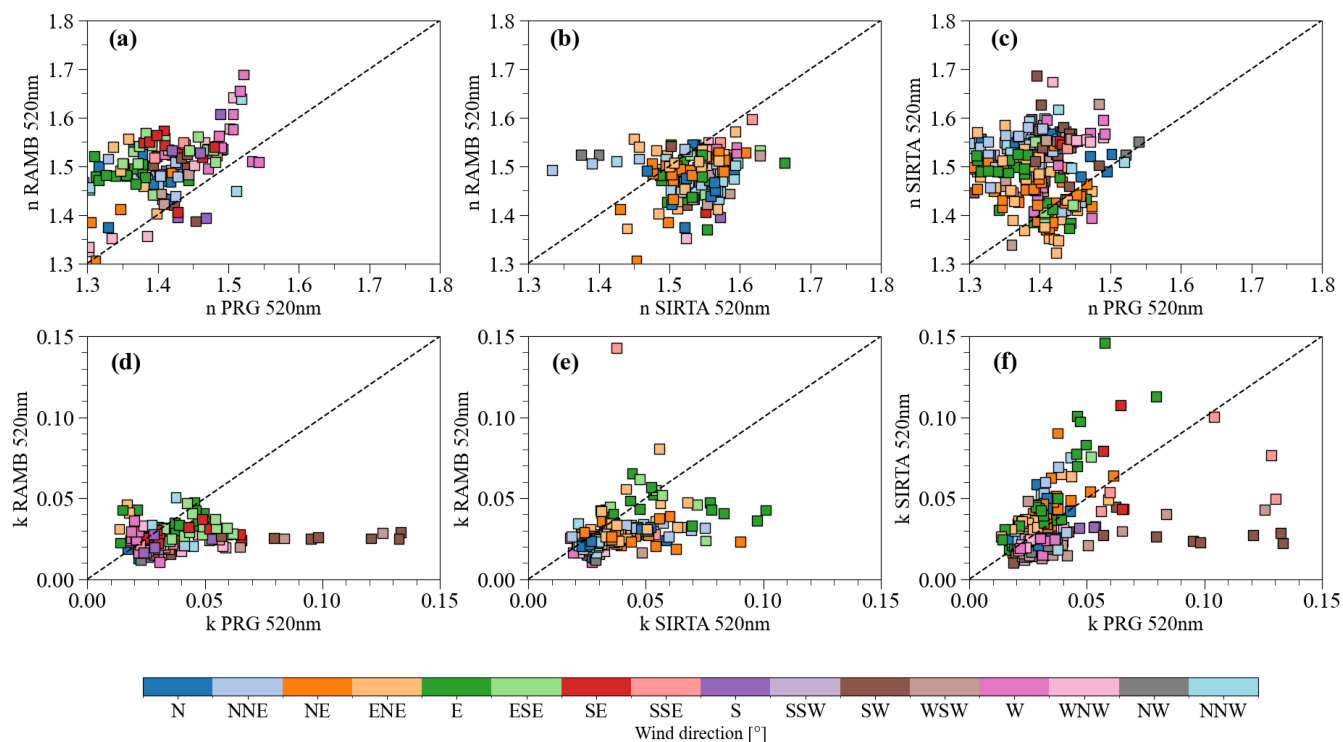 (a)
n RAMB 520nm
1.8
1.7
1.6
1.5
1.4
1.3
1.3 1.4 1.5 1.6 1.7 1.8
n PRG 520nm
(b)
n RAMB 520nm
1.8
1.7
1.6
1.5
1.4
1.3
1.3 1.4 1.5 1.6 1.7 1.8
n SIRTA 520nm
(c)
n SIRTA 520nm
1.8
1.7
1.6
1.5
1.4
1.3
1.3 1.4 1.5 1.6 1.7 1.8
n PRG 520nm
(d)
k RAMB 520nm
0.15
0.10
0.05
0.00
0.00 0.05 0.10 0.15
k PRG 520nm
(e)
k RAMB 520nm
0.15
0.10
0.05
0.00
0.00 0.05 0.10 0.15
k SIRTA 520nm
(f)
k SIRTA 520nm
0.15
0.10
0.05
0.00
0.00 0.05 0.10 0.15
k PRG 520nm
N NNE NE ENE E ESE SE SSE S SSW SW WSW W WNW NW NNW
Wind direction [°]